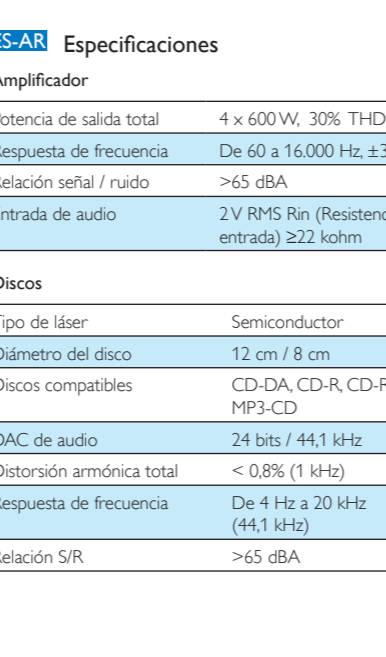 ES-AR Especificaciones
Amplificador
Potencia de salida total 4 x 600 W, 30% THD
Respuesta de frecuencia De 60 a 16.000 Hz, ±3
Relación señal / ruido >65 dBA
Entrada de audio 2 V RMS Rin (Resistenc
entrada) ≥22 kohm
Discos
Tipo de láser Semiconductor
Diámetro del disco 12 cm / 8 cm
Discos compatibles CD-DA, CD-R, CD-R
MP3-CD
DAC de audio 24 bits / 44,1 kHz
Distorsión armónica total < 0,8% (1 kHz)
Respuesta de frecuencia De 4 Hz a 20 kHz
(44,1 kHz)
Relación S/R >65 dBA